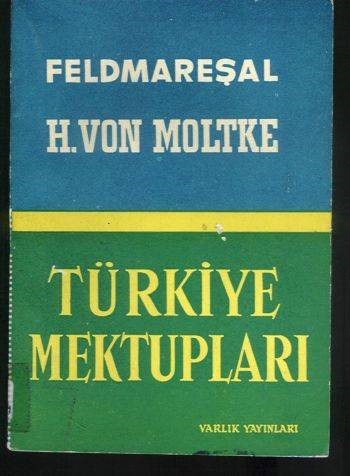 FELDMAREŞAL
H. VON MOLTKE
TÜRKİYE
MEKTUPLARI
VARLIK YAYINLARI